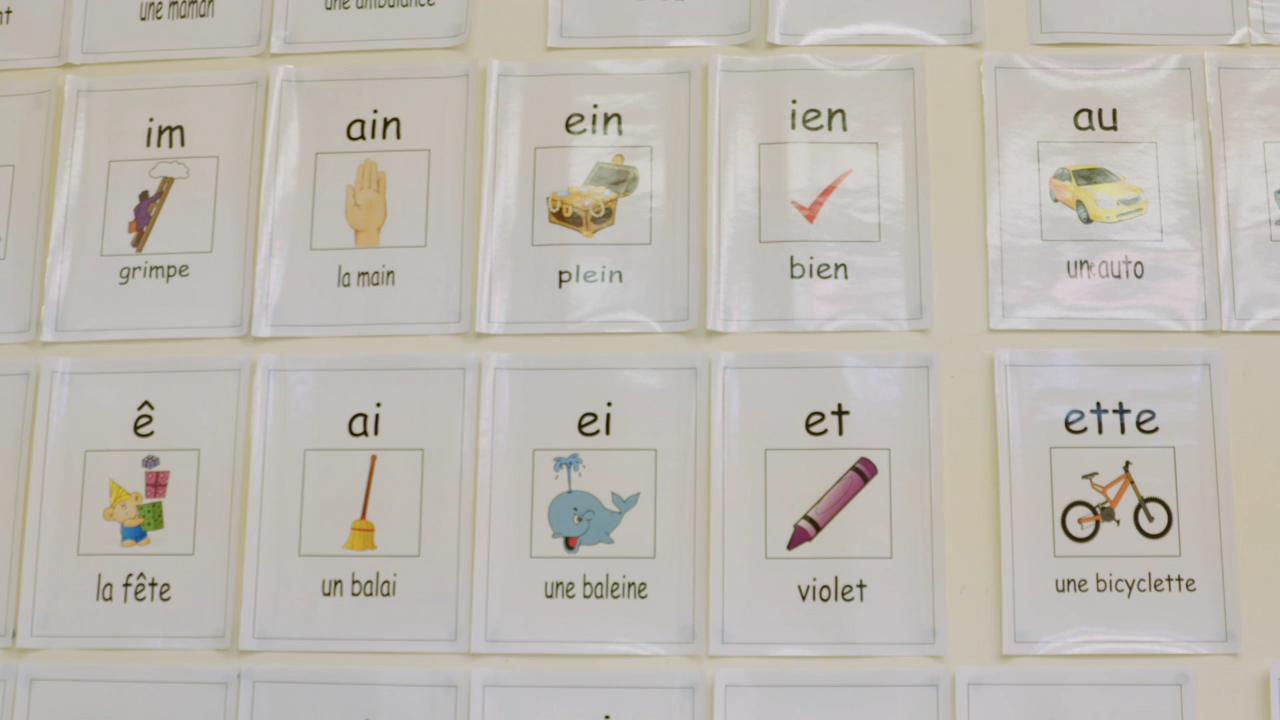 une maman
une ambulance
im
ain
ein
ien
au
grimpe
la main
plein
bien
une auto
ê
ai
ei
et
ette
la fête
un balai
une baleine
violet
une bicyclette